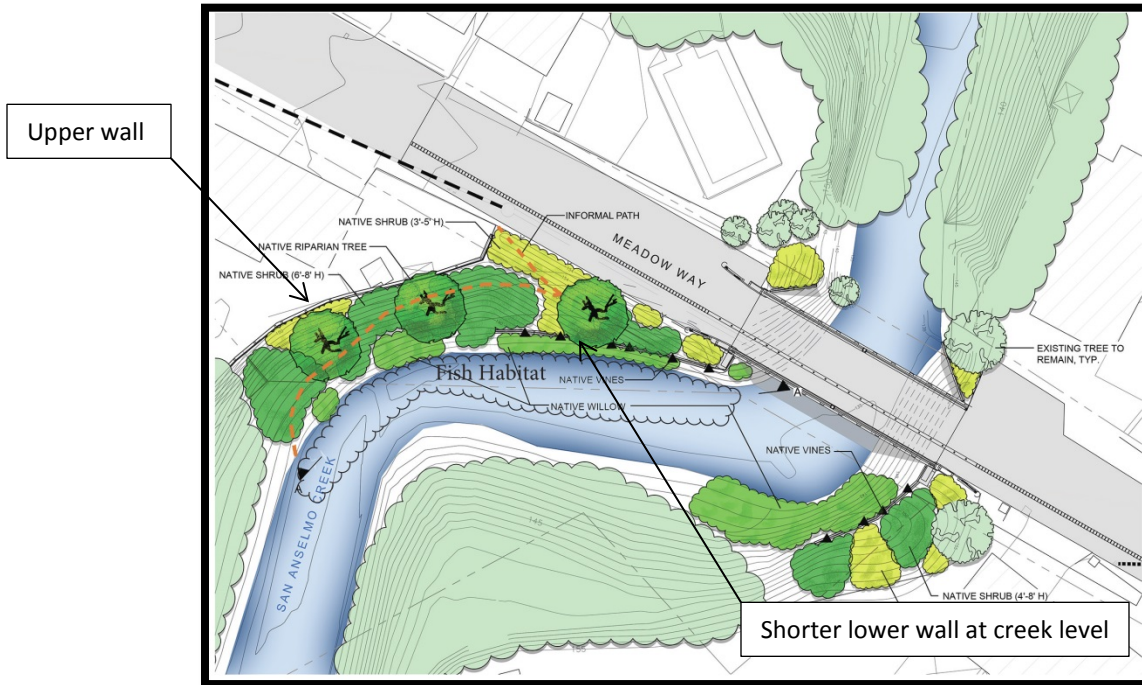 Upper wall
NATIVE SHRUB (3'-5' H)
INFORMAL PATH
NATIVE RIPARIAN TREE
MEADOW WAY
NATIVE SHRUB (6'-8' H)
EXISTING TREE TO
REMAIN, TYP.
Fish Habitat
NATIVE VINES
A
NATIVE WILLOW
NATIVE VINES
SAN ANSELMO CREEK
145
NATIVE SHRUB (4'-8' H)
Shorter lower wall at creek level
155